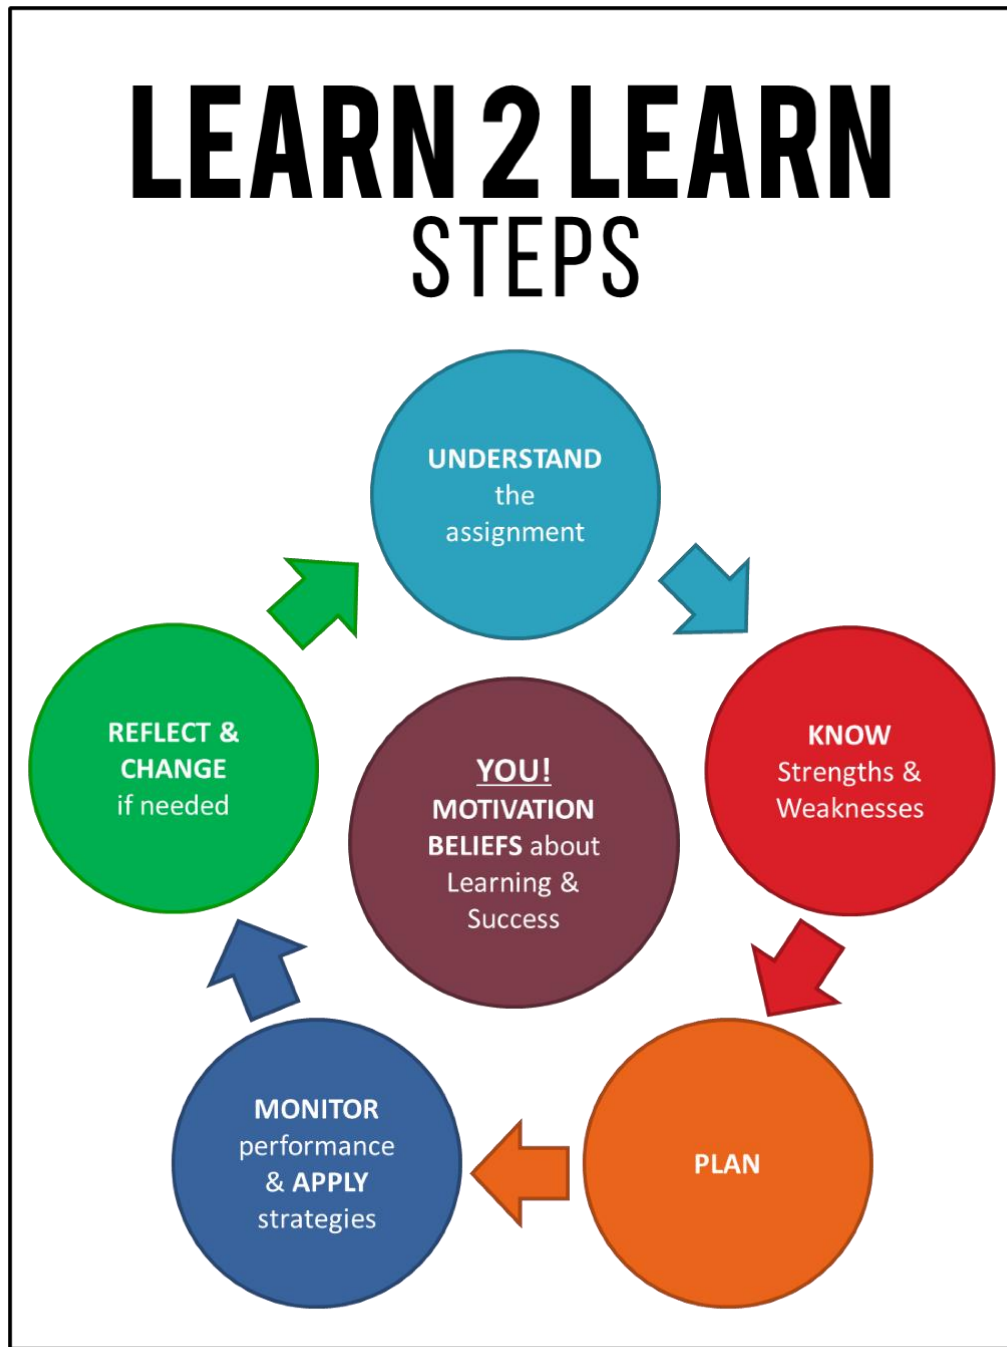 LEARN 2 LEARN
STEPS
UNDERSTAND
the
assignment
KNOW
Strengths &
Weaknesses
PLAN
MONITOR
performance
& APPLY
strategies
REFLECT &
CHANGE
if needed
YOU!
MOTIVATION
BELIEFS about
Learning &
Success